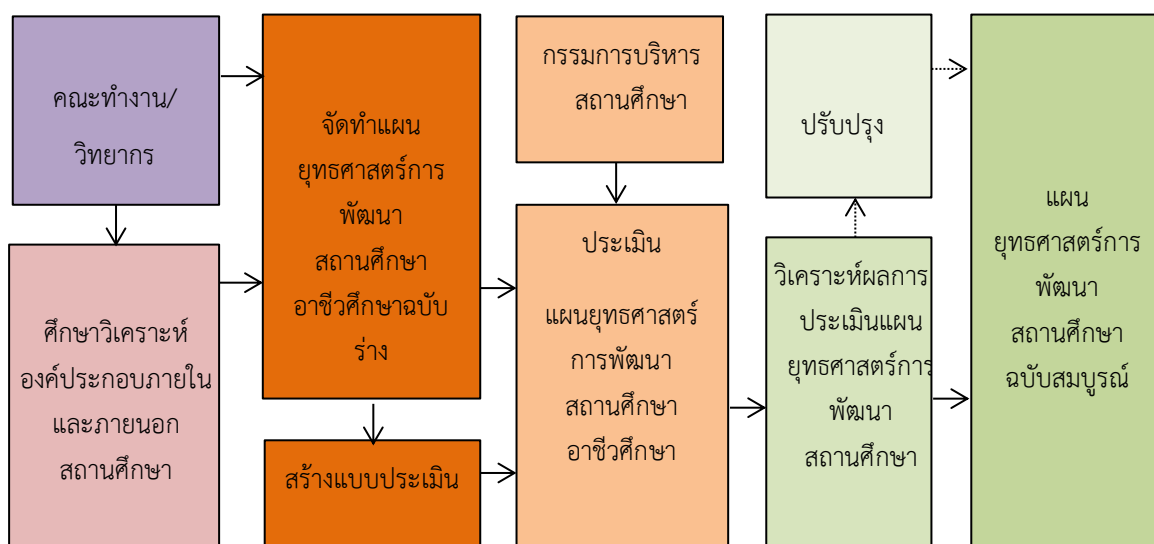 คณะทำงาน/
วิทยากร
ศึกษาวิเคราะห์
องค์ประกอบภายใน
และภายนอก
สถานศึกษา
จัดทำแผน
ยุทธศาสตร์การ
พัฒนา
สถานศึกษา
อาชีวศึกษาฉบับ
ร่าง
สร้างแบบประเมิน
กรรมการบริหาร
สถานศึกษา
ประเมิน
แผนยุทธศาสตร์
การพัฒนา
สถานศึกษา
อาชีวศึกษา
ปรับปรุง
วิเคราะห์ผลการ
ประเมินแผน
ยุทธศาสตร์การ
พัฒนา
สถานศึกษา
แผน
ยุทธศาสตร์การ
พัฒนา
สถานศึกษา
ฉบับสมบูรณ์